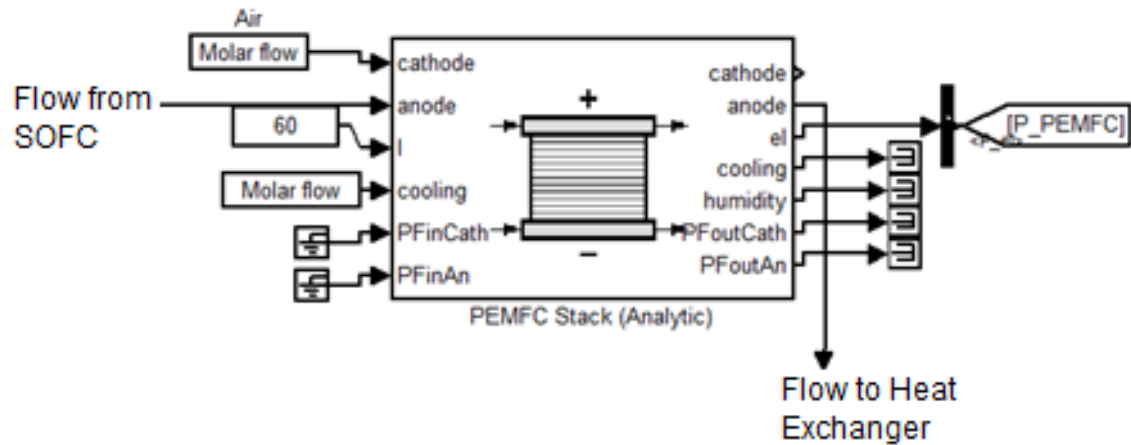 Air
Molar flow
Flow from
SOFC
60
Molar flow
cathode
anode
I
cooling
PFinCath
PFinAn
+
−
cathode
anode
el
cooling
humidity
PFoutCath
PFoutAn
[P_PEMFC]
PEMFC Stack (Analytic)
Flow to Heat
Exchanger